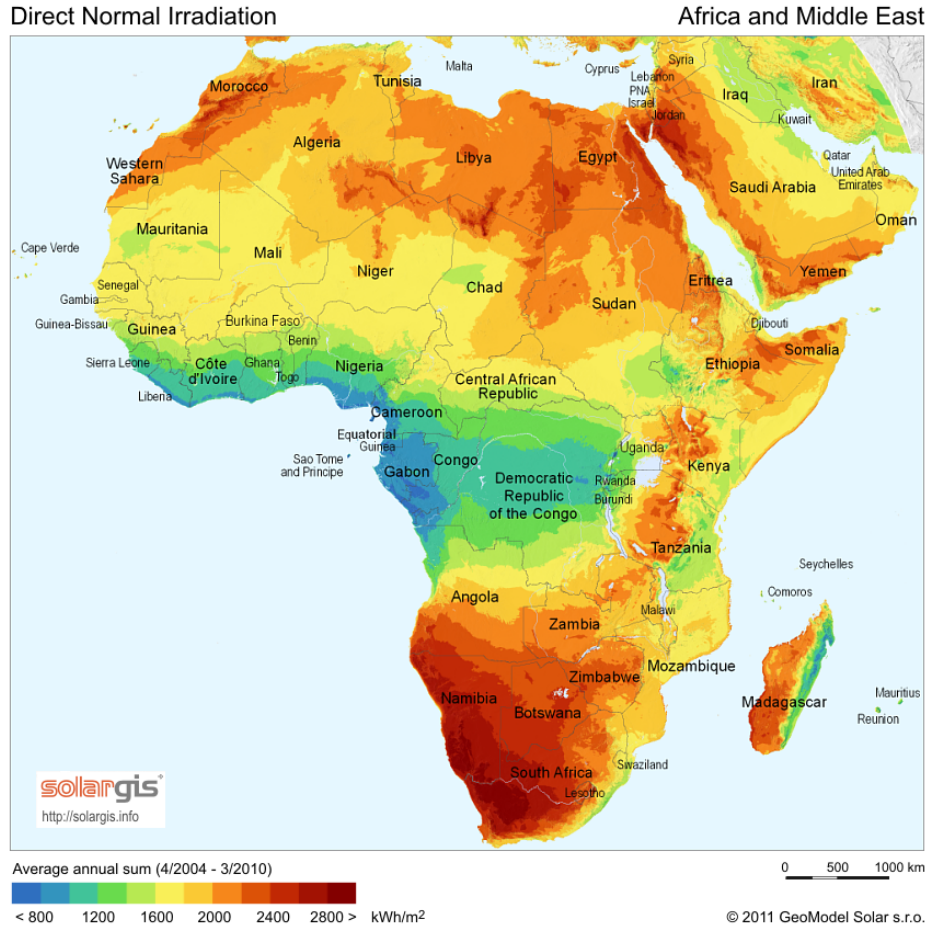 Direct Normal Irradiation
Africa and Middle East
Malta
Cyprus
Syria
Lebanon
PNA
Israel
Jordan
Iraq
Iran
Kuwait
Morocco
Tunisia
Algeria
Libya
Egypt
Qatar
United Arab
Emirates
Western
Sahara
Saudi Arabia
Oman
Mauritania
Cape Verde
Mali
Niger
Chad
Sudan
Eritrea
Yemen
Senegal
Gambia
Guinea-Bissau
Guinea
Burkina Faso
Benin
Djibouti
Sierra Leone
Côte
d'Ivoire
Ghana
Togo
Nigeria
Ethiopia
Somalia
Libena
Central African
Republic
Cameroon
Equatorial
Guinea
Sao Tome
and Principe
Gabon
Congo
Uganda
Kenya
Democratic
Republic
of the Congo
Rwanda
Burundi
Tanzania
Seychelles
Comoros
Angola
Malawi
Zambia
Mozambique
Zimbabwe
Namibia
Botswana
Madagascar
Mauritius
Reunion
Swaziland
South Africa
Lesotho
solargis
http://solargis.info
Average annual sum (4/2004 - 3/2010)
< 800 1200 1600 2000 2400 2800 > kWh/m2
0 500 1000 km
© 2011 GeoModel Solar s.r.o.